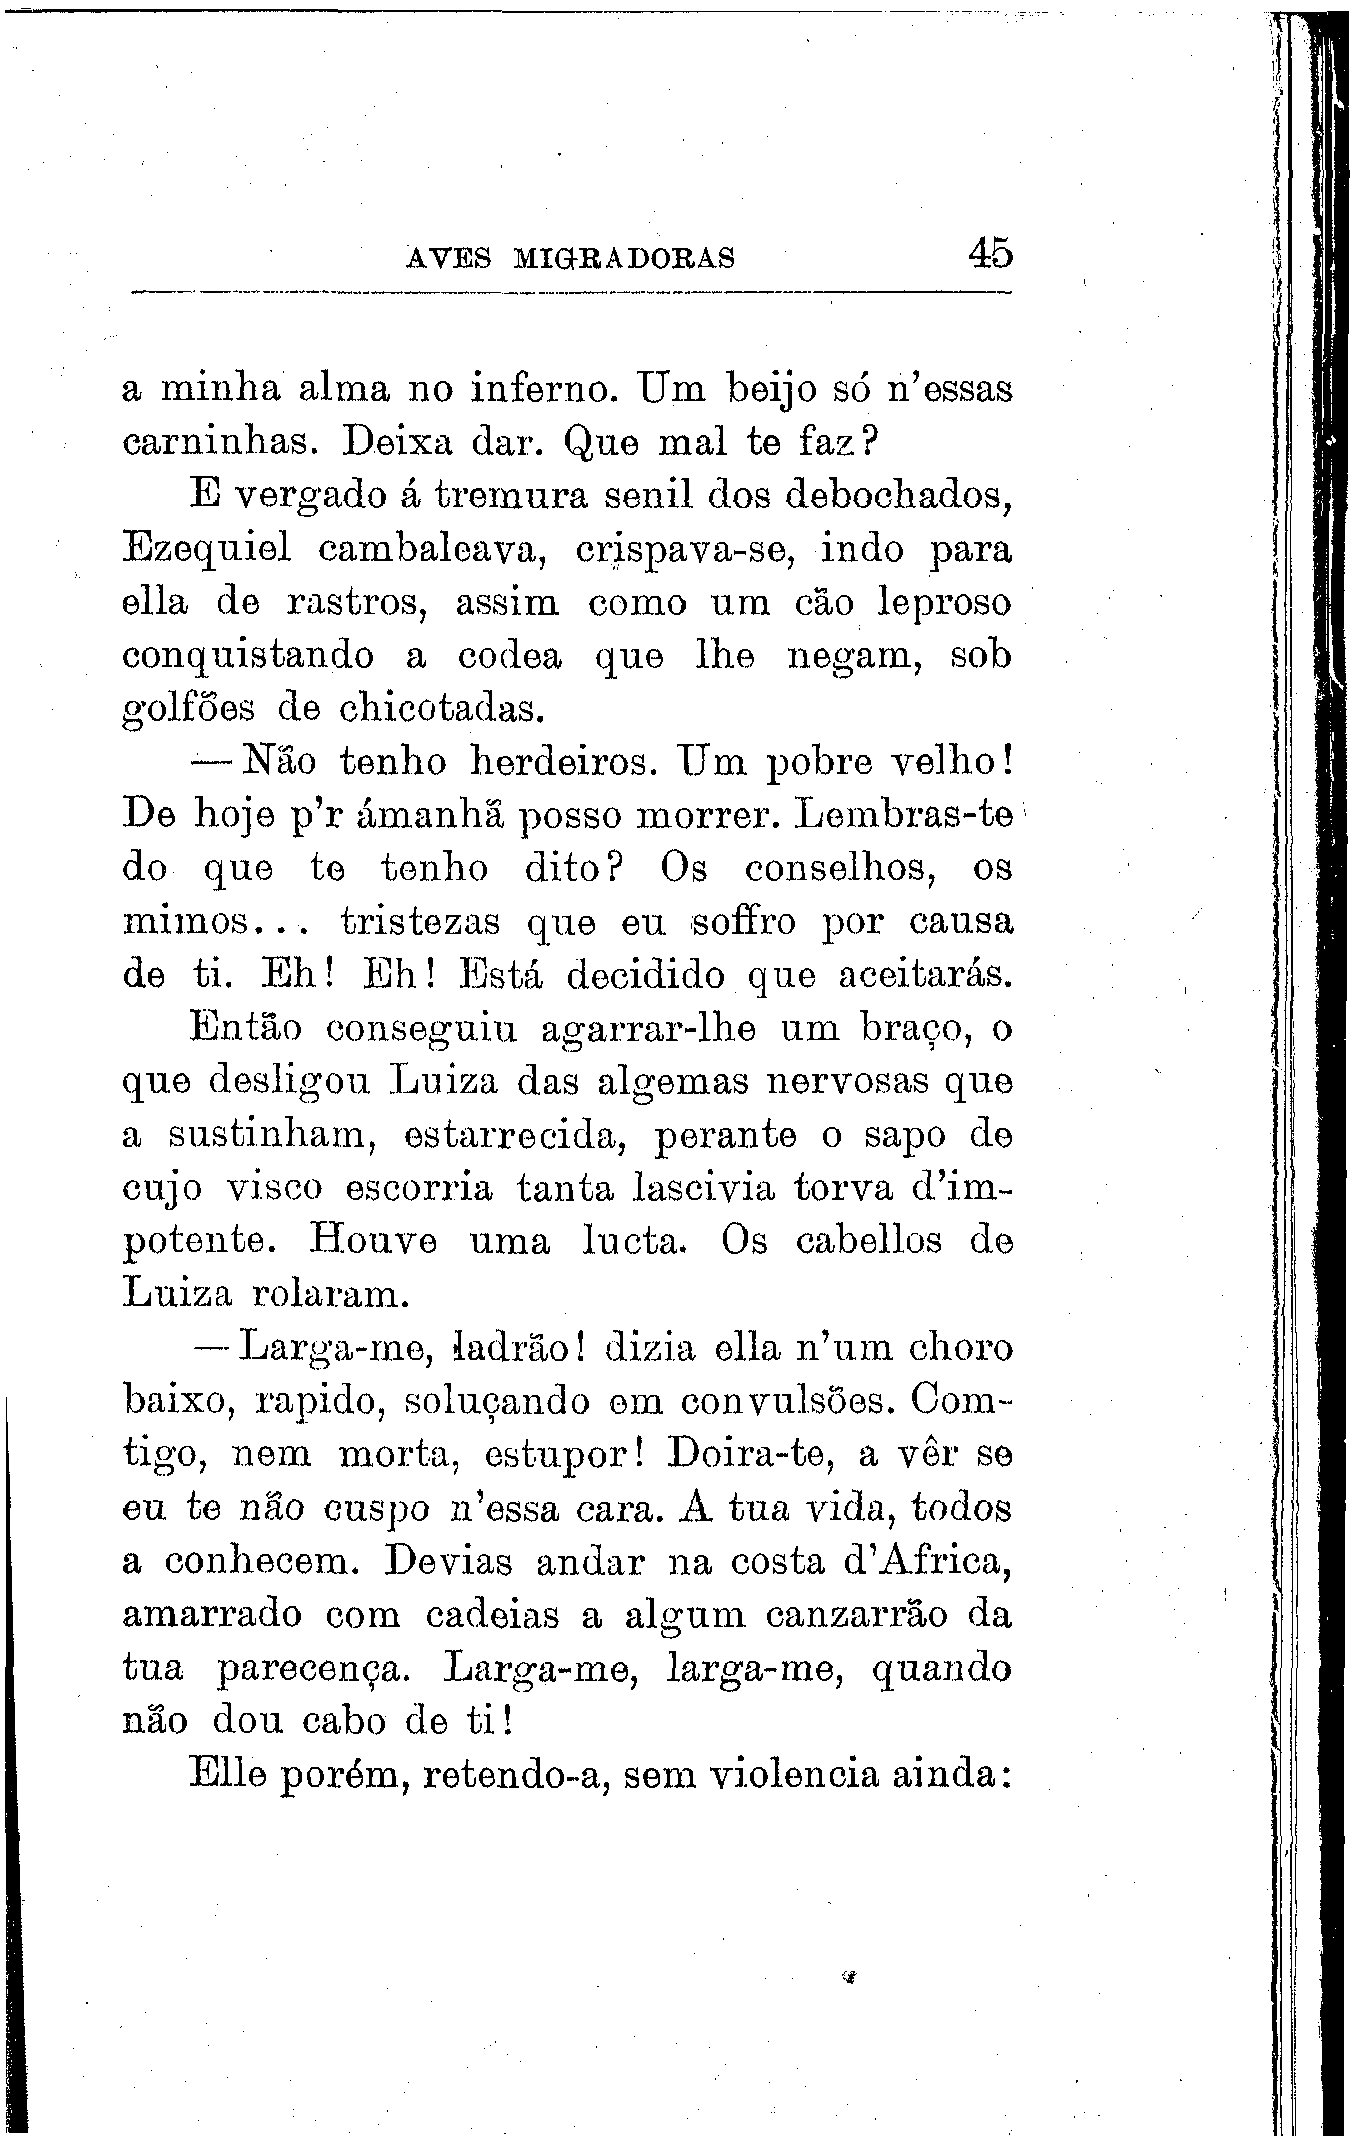 AVES MIGRADORAS 45
a minha alma no inferno. Um beijo só n'essas
carninhas. Deixa dar. Que mal te faz?
E vergado á tremura senil dos debochados,
Ezequiel cambaleava, crispava-se, indo para
ella de rastros, assim como um cão leproso
conquistando a codea que lhe negam, sob
golfões de chicotadas.
— Não tenho herdeiros. Um pobre velho!
De hoje p'r ámanhã posso morrer. Lembras-te
do que te tenho dito? Os conselhos, os
mimos... tristezas que eu soffro por causa
de ti. Eh! Eh! Está decidido que aceitarás.
Então conseguiu agarrar-lhe um braço, o
que desligou Luiza das algemas nervosas que
a sustinham, estarrecida, perante o sapo de
cujo visco escorria tanta lascivia torva d'im-
potente. Houve uma lucta. Os cabellos de
Luiza rolaram.
— Larga-me, ladrão! dizia ella n'um choro
baixo, rapido, soluçando em convulsões. Com-
tigo, nem morta, estupor! Doira-te, a vêr se
eu te não cuspo n'essa cara. A tua vida, todos
a conhecem. Devias andar na costa d'Africa,
amarrado com cadeias a algum canzarrão da
tua parecença. Larga-me, larga-me, quando
não dou cabo de ti!
Elle porém, retendo-a, sem violencia ainda: